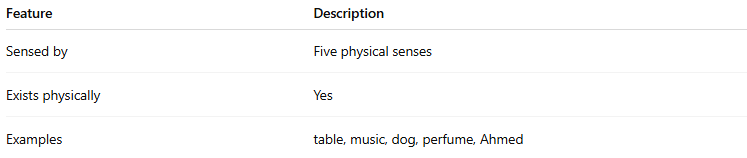 Feature Description
Sensed by Five physical senses
Exists physically Yes
Examples table, music, dog, perfume, Ahmed